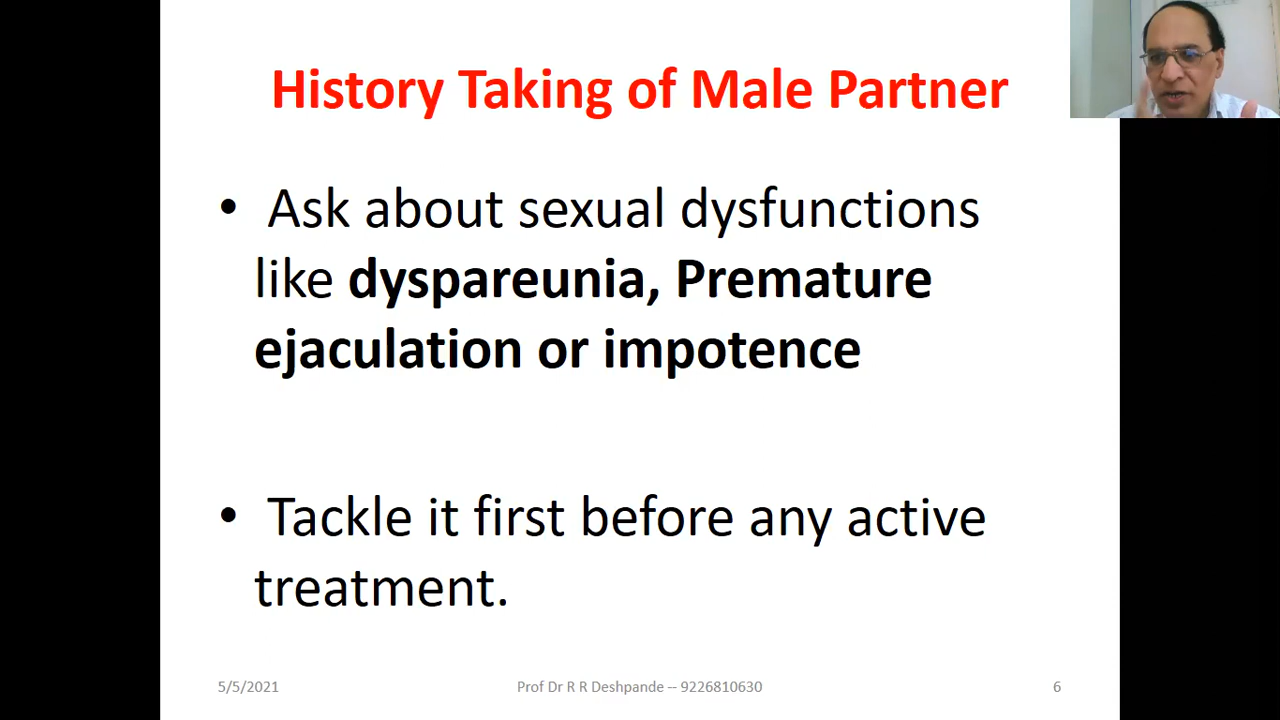 History Taking of Male Partner
• Ask about sexual dysfunctions
like dyspareunia, Premature
ejaculation or impotence
• Tackle it first before any active
treatment.
5/5/2021 Prof Dr R R Deshpande -- 9226810630 6